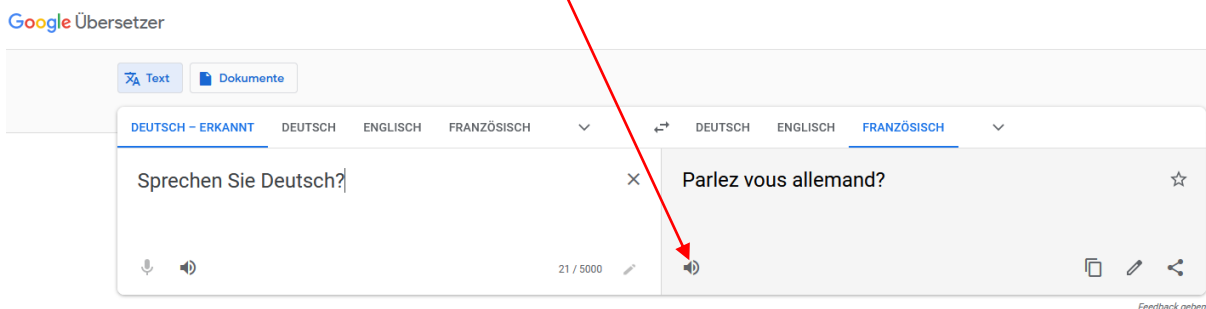 Google Übersetzer
Text Dokumente
DEUTSCH – ERKANNT DEUTSCH ENGLISCH FRANZÖSISCH DEUTSCH ENGLISCH FRANZÖSISCH
Sprechen Sie Deutsch? Parlez vous allemand?
21 / 5000
Feedback geben